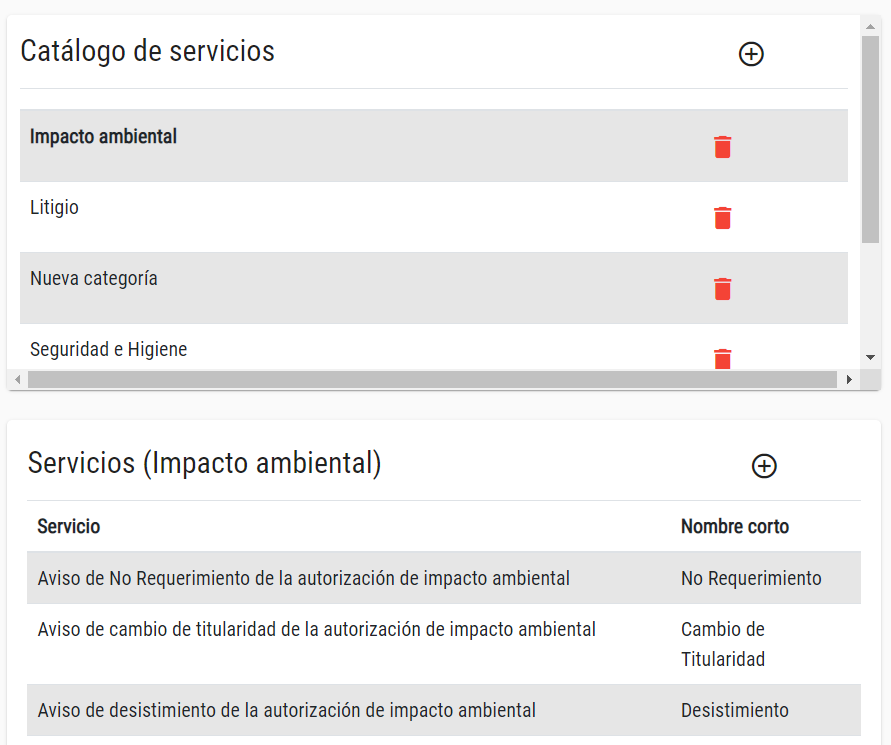 Catálogo de servicios
Impacto ambiental
Litigio
Nueva categoría
Seguridad e Higiene
Servicios (Impacto ambiental)
Servicio Nombre corto
Aviso de No Requerimiento de la autorización de impacto ambiental No Requerimiento
Aviso de cambio de titularidad de la autorización de impacto ambiental Cambio de
Titularidad
Aviso de desistimiento de la autorización de impacto ambiental Desistimiento